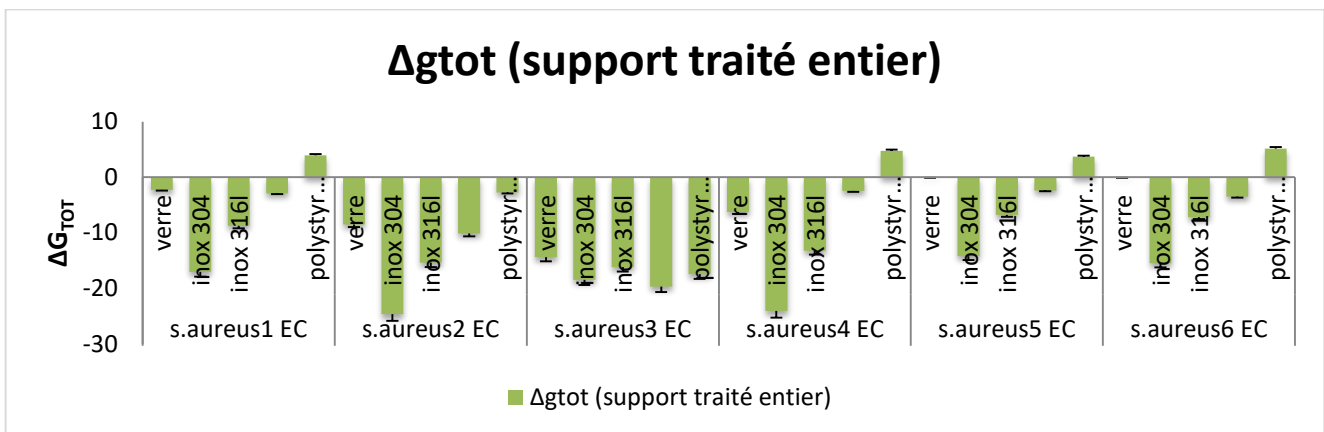 Δgtot (support traité entier)
ΔG_TOT
10
0
-10
-20
-30
verre
inox 304
inox 316l
polystyr…
verre
inox 304
inox 316l
polystyr…
verre
inox 304
inox 316l
polystyr…
verre
inox 304
inox 316l
polystyr…
verre
inox 304
inox 316l
polystyr…
verre
inox 304
inox 316l
polystyr…
s.aureus1 EC
s.aureus2 EC
s.aureus3 EC
s.aureus4 EC
s.aureus5 EC
s.aureus6 EC
Δgtot (support traité entier)